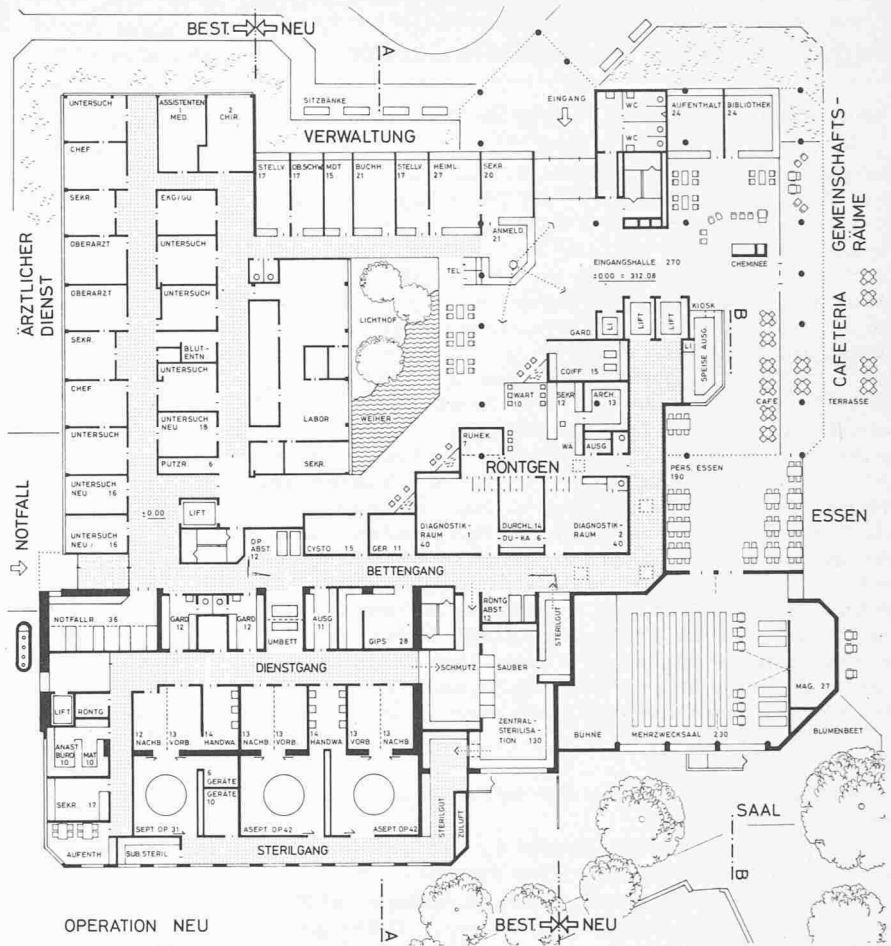 BEST. NEU
A
SITZBÄNKE
EINGANG
VERWALTUNG
UNTERSUCH
ASSISTENTEN
1
MED.
2
CHIR.
WC
WC
AUFENTHALT
24
BIBLIOTHEK
24
CHEF
STELLV.
17
OB.SCHW.
17
MDT
15
BUCHH.
21
STELLV.
17
HEIML.
27
SEKR.
20
SEKR.
EKG/GU
ANMELD
21
GEMEINSCHAFTS-
RÄUME
OBERARZT
UNTERSUCH
TEL
EINGANGSHALLE 270
±0.00 = 312.08
CHEMINEE
ÄRZTLICHER
DIENST
OBERARZT
UNTERSUCH
LICHTHOF
KIOSK
LI
LIFT
LIFT
B
SEKR.
BLUT-
ENTN
GARD.
LI
SPEISE AUSG.
CAFETERIA
CHEF
UNTERSUCH
COIFF 15
WART
10
SEKR
12
ARCH.
13
CAFE
TERRASSE
UNTERSUCH
UNTERSUCH
NEU 18
LABOR
WEIHER
WA
AUSG
PUTZR. 6
SEKR.
RUHEK.
7
RÖNTGEN
PERS. ESSEN
190
UNTERSUCH
NEU 16
±0.00
LIFT
NOTFALL
UNTERSUCH
NEU 16
OP
ABST.
12
CYSTO 15
GER 11
DIAGNOSTIK-
RAUM 1
40
DURCHL.14
DU-KA 6
DIAGNOSTIK-
RAUM 2
40
ESSEN
BETTENGANG
NOTFALLR. 36
GARD
12
GARD
12
UMBETT
AUSG
11
GIPS 28
RÖNTG
ABST
12
STERILGUT
DIENSTGANG
SCHMUTZ
SAUBER
LIFT
RÖNTG
MAG. 27
12
NACHB.
13
VORB.
14
HANDWA.
13
NACHB.
13
VORB.
14
HANDWA.
13
VORB.
13
NACHB
ZENTRAL-
STERILISA-
TION 130
BÜHNE
MEHRZWECKSAAL 230
BLUMENBEET
ANÄST
BÜRO
10
MAT
10
6
GERÄTE
GERÄTE
10
SEKR. 17
SEPT OP 31
ASEPT OP 42
ASEPT OP 42
STERILGUT
ZULUFT
SAAL
AUFENTH
SUB.STERIL
STERILGANG
B
OPERATION NEU
A
BEST. NEU